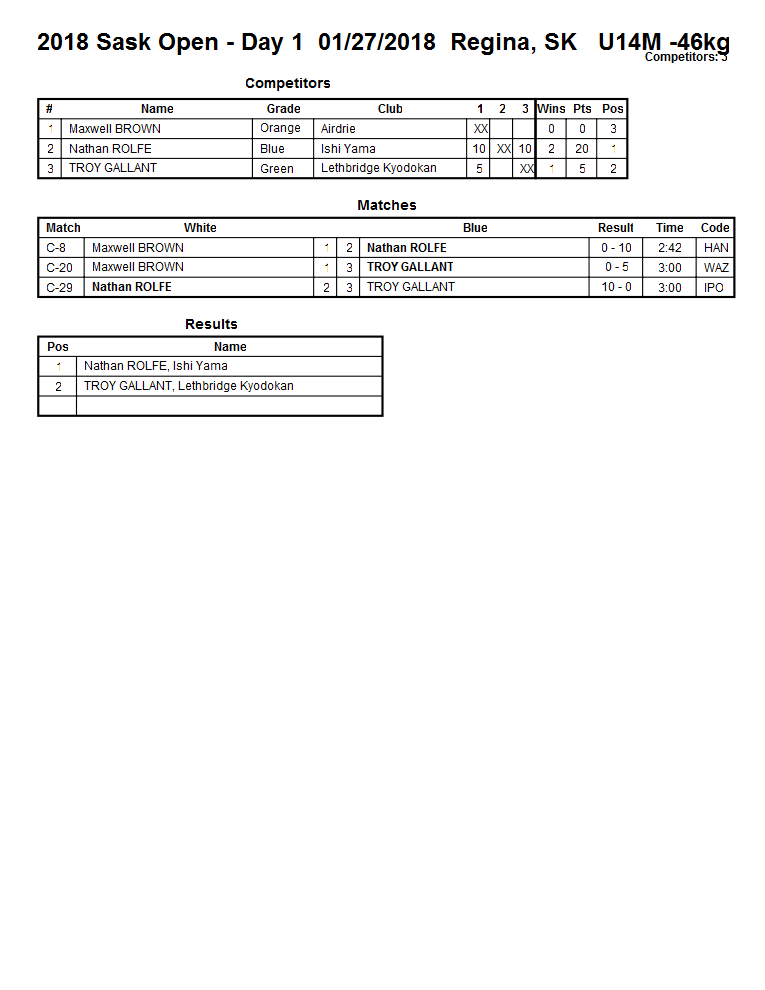 2018 Sask Open - Day 1  01/27/2018  Regina, SK   U14M -46kg
Competitors: 3
Competitors
# Name Grade Club 1 2 3 Wins Pts Pos
1 Maxwell BROWN Orange Airdrie XX 0 0 3
2 Nathan ROLFE Blue Ishi Yama 10 XX 10 2 20 1
3 TROY GALLANT Green Lethbridge Kyodokan 5 XX 1 5 2
Matches
Match White Blue Result Time Code
C-8 Maxwell BROWN 1 2 Nathan ROLFE 0 - 10 2:42 HAN
C-20 Maxwell BROWN 1 3 TROY GALLANT 0 - 5 3:00 WAZ
C-29 Nathan ROLFE 2 3 TROY GALLANT 10 - 0 3:00 IPO
Results
Pos Name
1 Nathan ROLFE, Ishi Yama
2 TROY GALLANT, Lethbridge Kyodokan